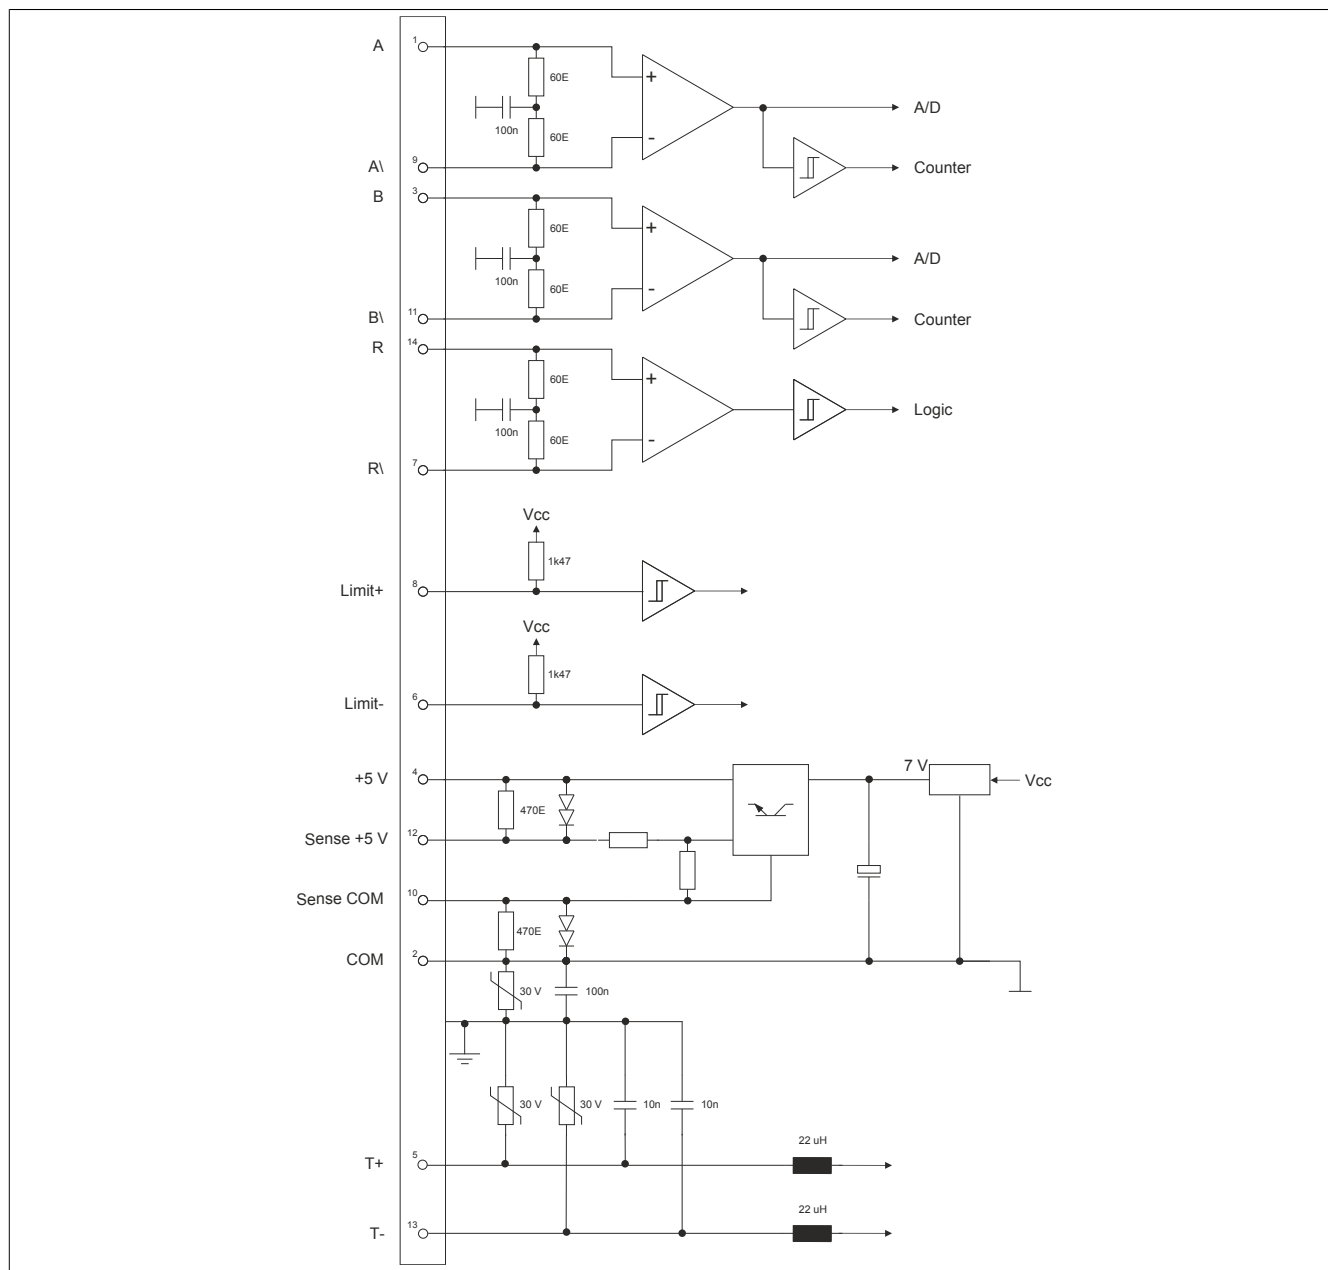 A
1
60E
+
A/D
100n
60E
-
A\
9
Counter
B
3
60E
+
A/D
100n
60E
-
B\
11
Counter
R
14
60E
+
Logic
100n
60E
-
R\
7
Vcc
1k47
Limit+
8
Vcc
1k47
Limit-
6
+5 V
4
7 V
Vcc
470E
Sense +5 V
12
Sense COM
10
470E
COM
2
30 V
100n
30 V
30 V
10n
10n
22 uH
T+
5
22 uH
T-
13